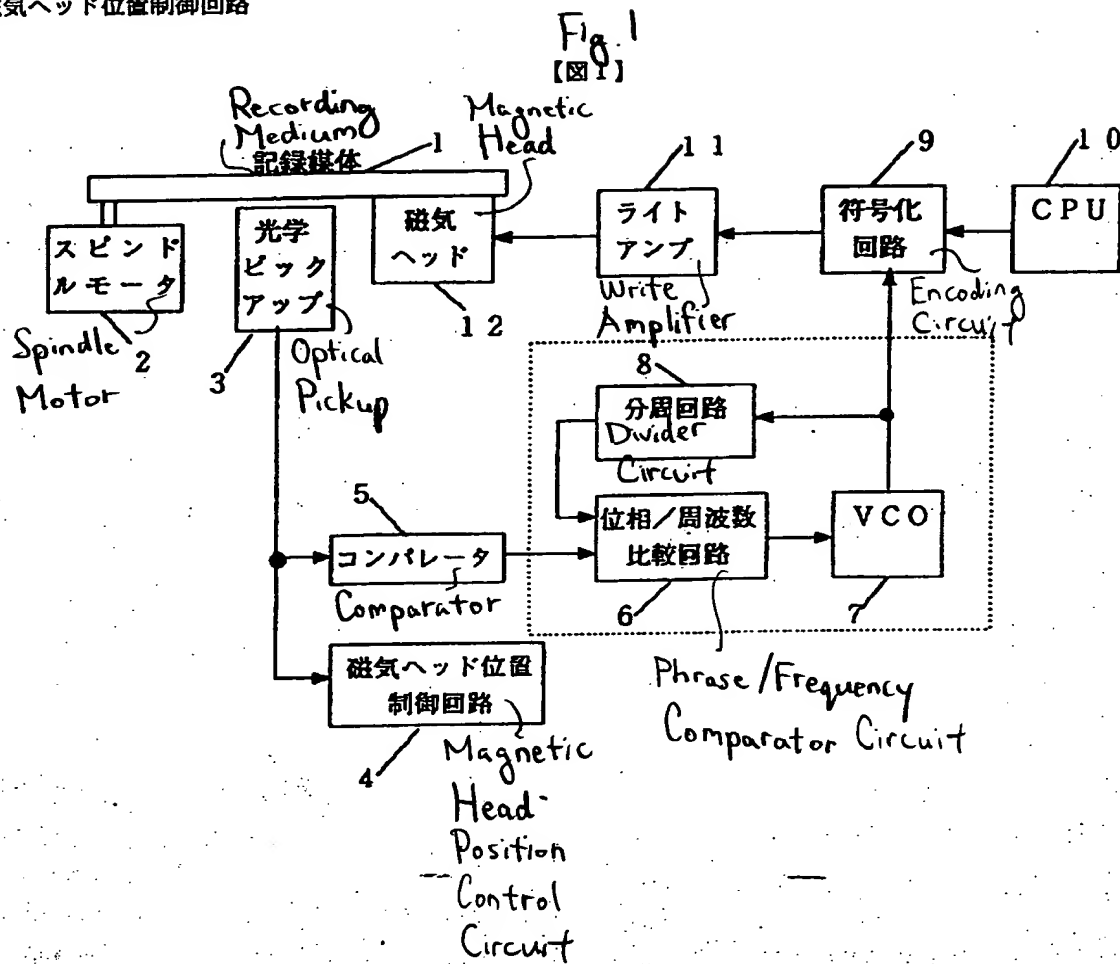 気ヘッド位置制御回路
Fig. 1
【図1】
Recording
Medium
記録媒体
1
Magnetic
Head
磁気
ヘッド
12
光学
ピック
アップ
3
Optical
Pickup
スピンド
ルモータ
2
Spindle
Motor
11
ライト
アンプ
Write
Amplifier
9
符号化
回路
Encoding
Circuit
10
CPU
8
分周回路
Divider
Circuit
5
コンパレータ
Comparator
位相/周波数
比較回路
6
VCO
7
Phrase/Frequency
Comparator Circuit
磁気ヘッド位置
制御回路
4
Magnetic
Head-
Position
Control
Circuit